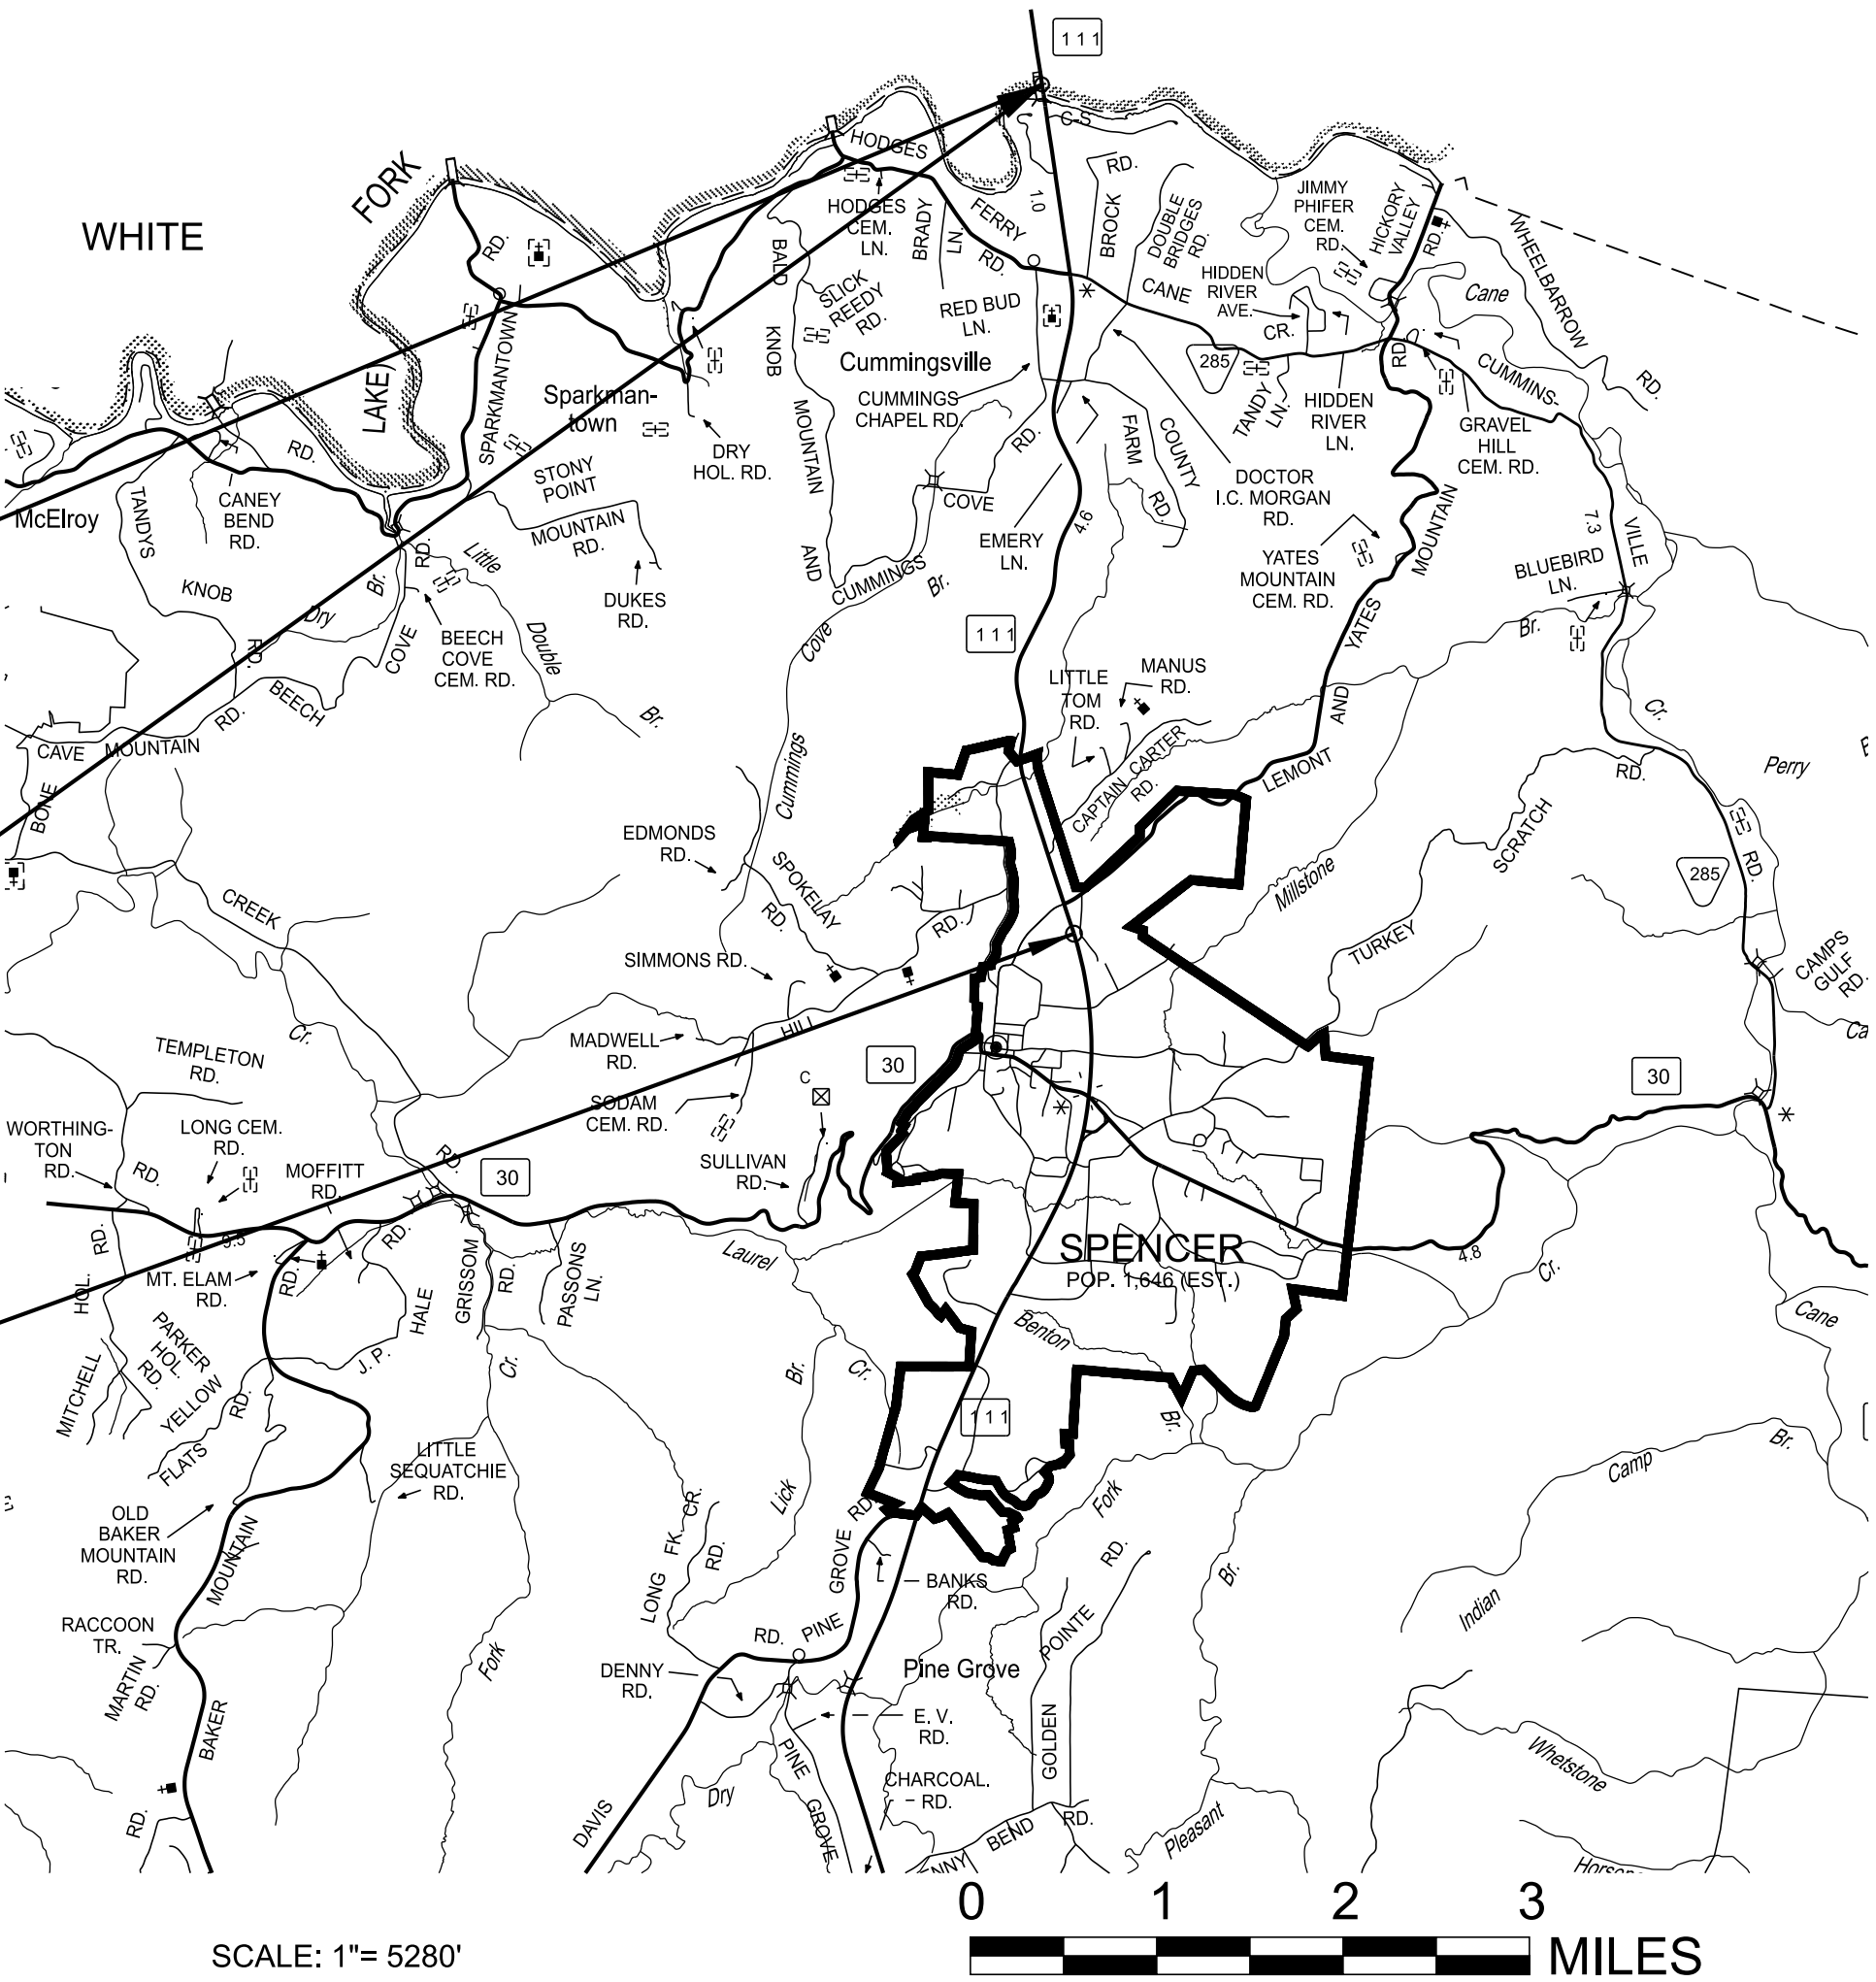 111
C-S
WHITE
FORK
LAKE)
HODGES
HODGES
CEM.
LN.
BRADY
LN.
FERRY
RD.
1.0
BROCK
RD.
DOUBLE
BRIDGES
RD.
JIMMY
PHIFER
CEM.
RD.
HICKORY
VALLEY
RD.
WHEELBARROW
RD.
Cane
CR.
HIDDEN
RIVER
AVE.
CANE
RD.
SPARKMANTOWN
BALD
KNOB
MOUNTAIN
AND
SLICK
REEDY
RD.
RED BUD
LN.
Cummingsville
CUMMINGS
CHAPEL RD.
285
TANDY
LN.
HIDDEN
RIVER
LN.
RD.
CUMMINS-
GRAVEL
HILL
CEM. RD.
Sparkman-
town
DRY
HOL. RD.
STONY
POINT
MOUNTAIN
RD.
DUKES
RD.
RD.
COVE
CUMMINGS
Br.
EMERY
LN.
4.6
FARM
RD.
COUNTY
DOCTOR
I.C. MORGAN
RD.
YATES
MOUNTAIN
CEM. RD.
MOUNTAIN
YATES
AND
LEMONT
7.3
VILLE
BLUEBIRD
LN.
Br.
Cr.
McElroy
TANDYS
KNOB
RD.
CANEY
BEND
RD.
RD.
Dry
Br.
RD.
Little
Double
Br.
BEECH
COVE
CEM. RD.
COVE
BEECH
RD.
CAVE
MOUNTAIN
BONE
Cove
Cummings
111
LITTLE
TOM
RD.
MANUS
RD.
CAPTAIN CARTER
RD.
Perry
RD.
SCRATCH
TURKEY
285
RD.
CAMPS
GULF
RD.
Ca
Millstone
EDMONDS
RD.
SPOKELAY
RD.
RD.
SIMMONS RD.
HILL
MADWELL
RD.
SODAM
CEM. RD.
C
30
SULLIVAN
RD.
CREEK
Cr.
TEMPLETON
RD.
WORTHING-
TON
RD.
RD.
LONG CEM.
RD.
MOFFITT
RD.
RD.
30
9.5
HOL.
RD.
MITCHELL
MT. ELAM
RD.
RD.
RD.
PARKER
HOL.
RD.
YELLOW
FLATS
RD.
J. P.
HALE
GRISSOM
RD.
PASSONS
LN.
Laurel
Cr.
Cr.
Br.
Lick
SPENCER
POP. 1,646 (EST.)
Benton
Br.
4.8
30
Cr.
Cane
111
LITTLE
SEQUATCHIE
RD.
OLD
BAKER
MOUNTAIN
RD.
MOUNTAIN
RACCOON
TR.
MARTIN
RD.
BAKER
RD.
Fork
LONG
FK.
CR.
RD.
GROVE
RD.
RD.
PINE
BANKS
RD.
DENNY
RD.
Pine Grove
E. V.
RD.
CHARCOAL.
RD.
PINE
GROVE
Dry
DAVIS
GOLDEN
POINTE
RD.
BEND
RD.
Fork
Br.
Pleasant
Camp
Br.
Indian
Whetstone
0 1 2 3
SCALE: 1"= 5280'
MILES